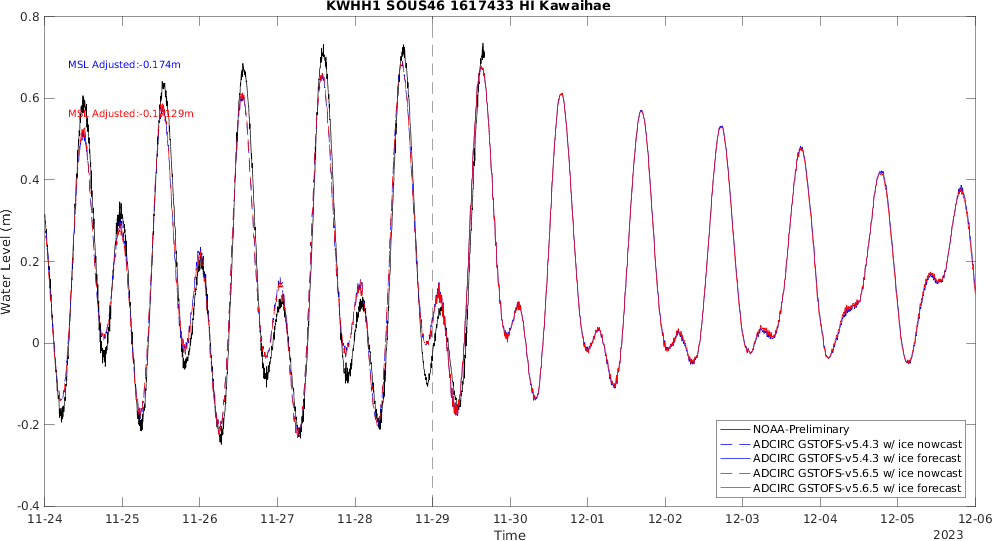 KWHH1 SOUS46 1617433 HI Kawaihae
0.8
0.6
0.4
0.2
0
-0.2
-0.4
Water Level (m)
MSL Adjusted:-0.174m
MSL Adjusted:
NOAA-Preliminary
ADCIRC GSTOFS-v5.4.3 w/ ice nowcast
ADCIRC GSTOFS-v5.4.3 w/ ice forecast
ADCIRC GSTOFS-v5.6.5 w/ ice nowcast
ADCIRC GSTOFS-v5.6.5 w/ ice forecast
11-24 11-25 11-26 11-27 11-28 11-29 11-30 12-01 12-02 12-03 12-04 12-05 12-06
Time
2023